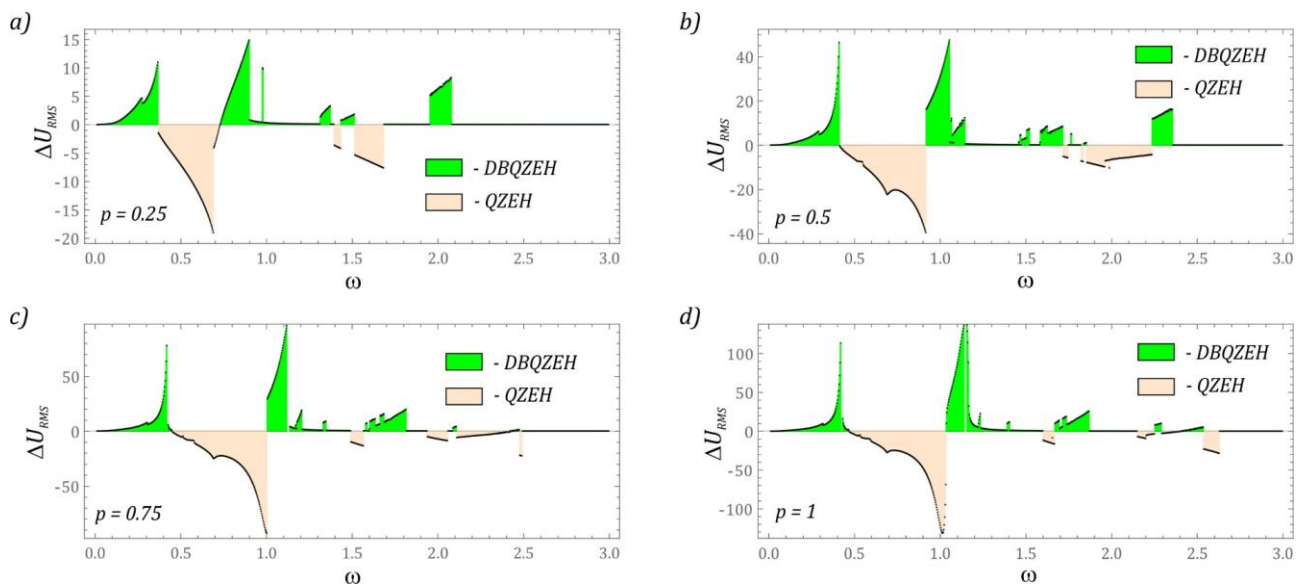 a)
15
10
5
0
-5
-10
-15
-20
ΔU_RMS
- DBQZEH
- QZEH
p = 0.25
0.0 0.5 1.0 1.5 2.0 2.5 3.0
ω
b)
40
20
0
-20
-40
ΔU_RMS
- DBQZEH
- QZEH
p = 0.5
0.0 0.5 1.0 1.5 2.0 2.5 3.0
ω
c)
50
0
-50
ΔU_RMS
- DBQZEH
- QZEH
p = 0.75
0.0 0.5 1.0 1.5 2.0 2.5 3.0
ω
d)
100
50
0
-50
-100
ΔU_RMS
- DBQZEH
- QZEH
p = 1
0.0 0.5 1.0 1.5 2.0 2.5 3.0
ω